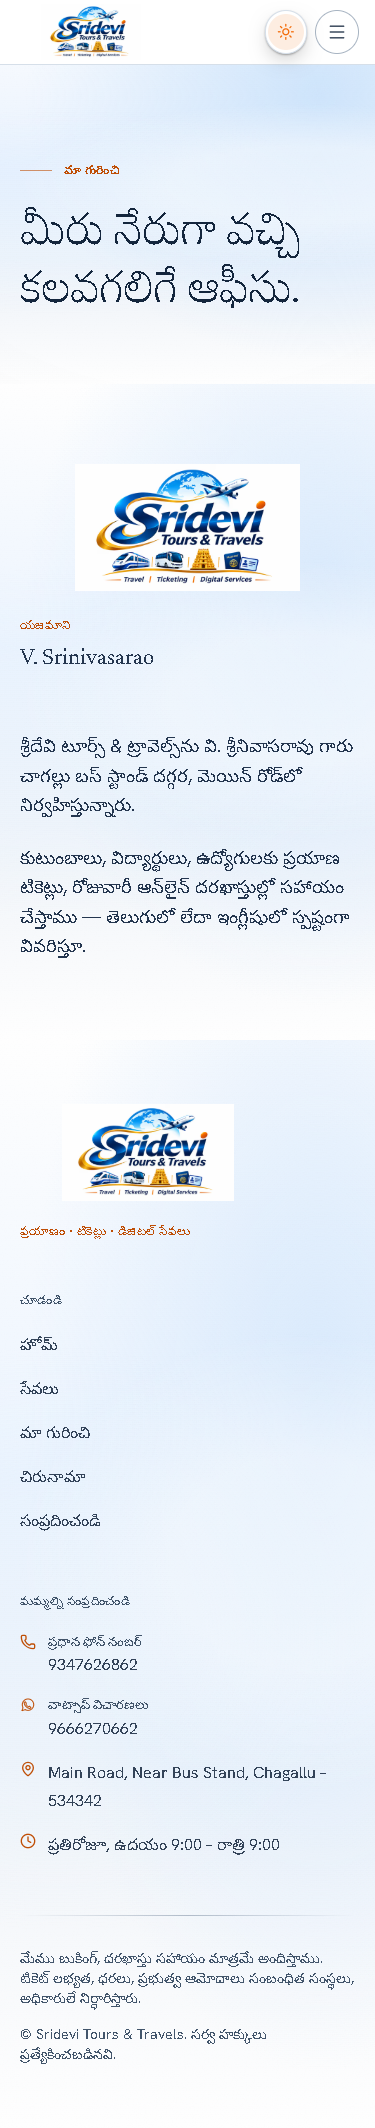 Sridevi
Tours & Travels
మా గురించి
మీరు నేరుగా వచ్చి
కలవగలిగే ఆఫీసు.
Sridevi
Tours & Travels
Travel | Ticketing | Digital Services
యజమాని
V. Srinivasarao
శ్రీదేవి టూర్స్ & ట్రావెల్స్‌ను వి. శ్రీనివాసరావు గారు
చాగల్లు బస్ స్టాండ్ దగ్గర, మెయిన్ రోడ్‌లో
నిర్వహిస్తున్నారు.
కుటుంబాలు, విద్యార్థులు, ఉద్యోగులకు ప్రయాణ
టికెట్లు, రోజువారీ ఆన్‌లైన్ దరఖాస్తుల్లో సహాయం
చేస్తాము — తెలుగులో లేదా ఇంగ్లీషులో స్పష్టంగా
వివరిస్తూ.
Sridevi
Tours & Travels
Travel | Ticketing | Digital Services
ప్రయాణం · టికెట్లు · డిజిటల్ సేవలు
చూడండి
హోమ్
సేవలు
మా గురించి
చిరునామా
సంప్రదించండి
మమ్మల్ని సంప్రదించండి
ప్రధాన ఫోన్ నంబర్
9347626862
వాట్సాప్ విచారణలు
9666270662
Main Road, Near Bus Stand, Chagallu –
534342
ప్రతిరోజూ, ఉదయం 9:00 – రాత్రి 9:00
మేము బుకింగ్, దరఖాస్తు సహాయం మాత్రమే అందిస్తాము.
టికెట్ లభ్యత, ధరలు, ప్రభుత్వ ఆమోదాలు సంబంధిత సంస్థలు,
అధికారులే నిర్ధారిస్తారు.
© Sridevi Tours & Travels. సర్వ హక్కులు
ప్రత్యేకించబడినవి.